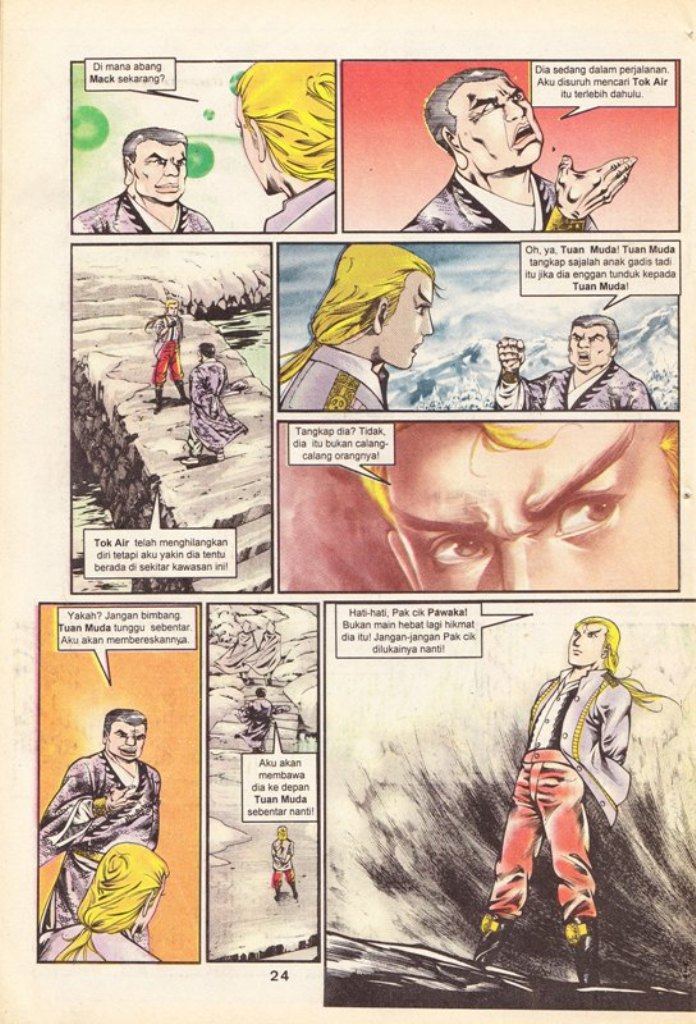 Di mana abang
Mack sekarang?
Dia sedang dalam perjalanan.
Aku disuruh mencari Tok Air
itu terlebih dahulu.
Tok Air telah menghilangkan
diri tetapi aku yakin dia tentu
berada di sekitar kawasan ini!
Oh, ya, Tuan Muda! Tuan Muda
tangkap sajalah anak gadis tadi
itu jika dia enggan tunduk kepada
Tuan Muda!
Tangkap dia? Tidak,
dia itu bukan calang-
calang orangnya!
Yakah? Jangan bimbang.
Tuan Muda tunggu sebentar.
Aku akan membereskannya.
Aku akan
membawa
dia ke depan
Tuan Muda
sebentar nanti!
Hati-hati, Pak cik Pawaka!
Bukan main hebat lagi hikmat
dia itu! Jangan-jangan Pak cik
dilukainya nanti!
24